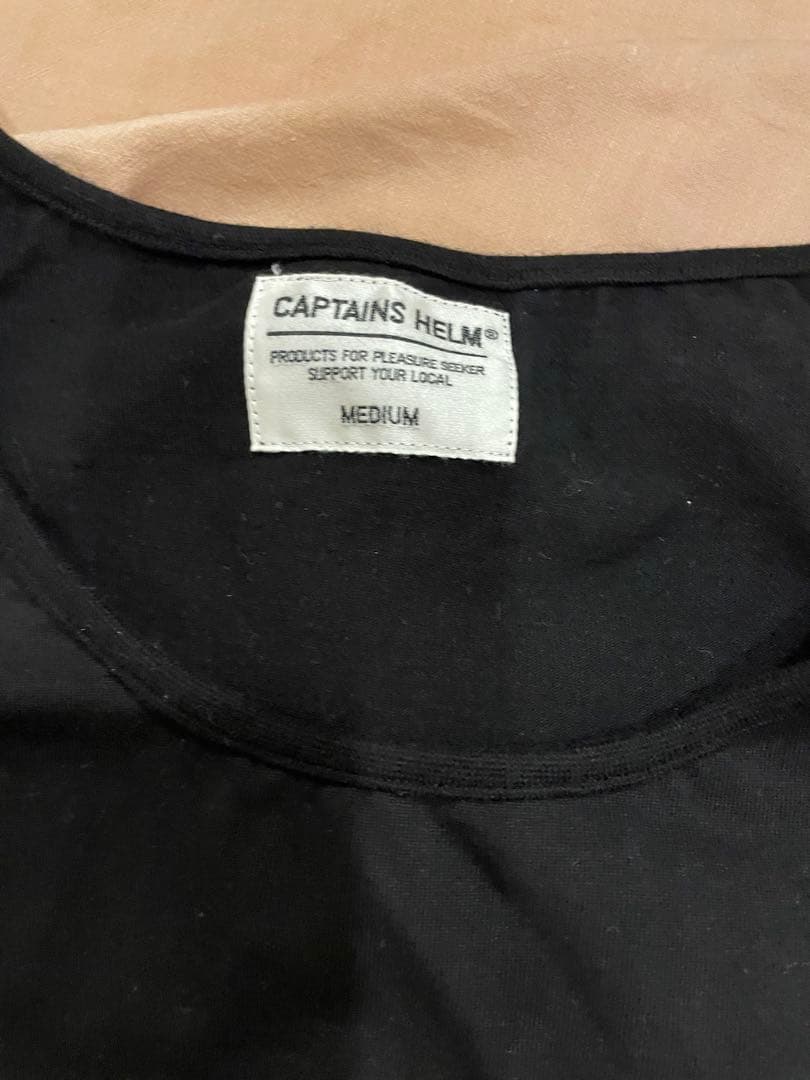 CAPTAINS HELM®
PRODUCTS FOR PLEASURE SEEKER
SUPPORT YOUR LOCAL
MEDIUM